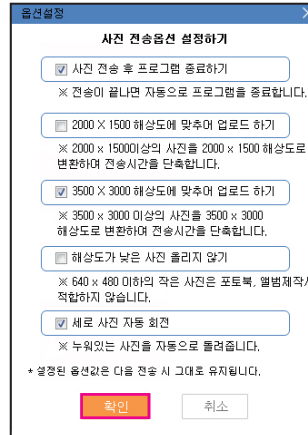 옵션설정
사진 전송옵션 설정하기
사진 전송 후 프로그램 종료하기
※ 전송이 끝나면 자동으로 프로그램을 종료합니다.
2000 X 1500 해상도에 맞추어 업로드 하기
※ 2000 x 1500이상의 사진을 2000 x 1500 해상도로
변환하며 전송시간을 단축합니다.
3500 X 3000 해상도에 맞추어 업로드 하기
※ 3500 x 3000 이상의 사진을 3500 x 3000
해상도로 변환하며 전송시간을 단축합니다.
해상도가 낮은 사진 올리지 않기
※ 640 x 480 이하의 작은 사진은 포토북, 앨범제작시
적합하지 않습니다.
세로 사진 자동 회전
※ 누워있는 사진을 자동으로 돌려줍니다.
* 설정된 옵션값은 다음 전송 시 그대로 유지됩니다.
확인
취소